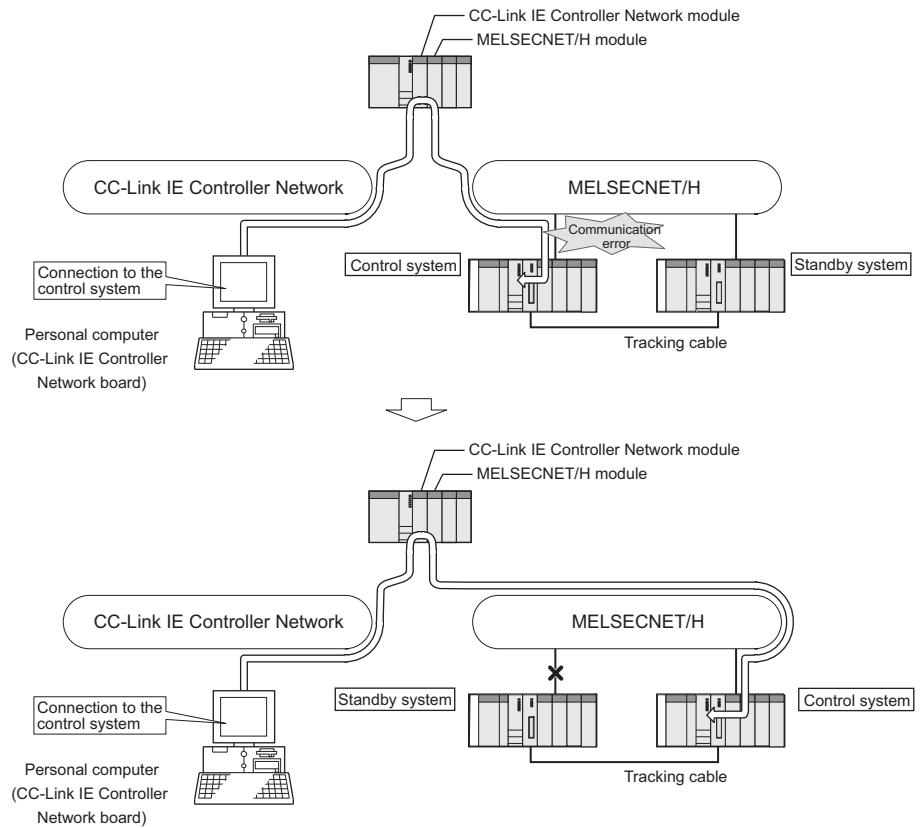 CC-Link IE Controller Network module
MELSECNET/H module
CC-Link IE Controller Network
MELSECNET/H
Communication
error
Connection to the
control system
Control system
Standby system
Personal computer
(CC-Link IE Controller
Network board)
Tracking cable
CC-Link IE Controller Network module
MELSECNET/H module
CC-Link IE Controller Network
MELSECNET/H
Connection to the
control system
Standby system
Control system
Personal computer
(CC-Link IE Controller
Network board)
Tracking cable